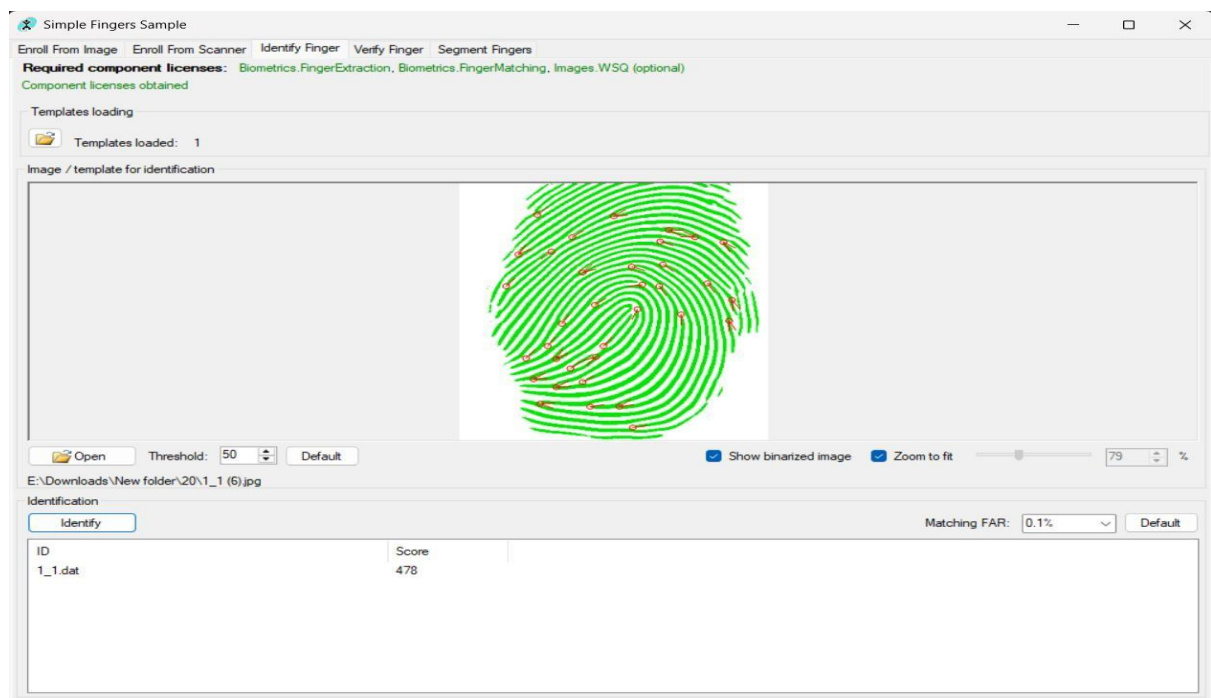 Simple Fingers Sample
Enroll From Image Enroll From Scanner Identify Finger Verify Finger Segment Fingers
Required component licenses: Biometrics.FingerExtraction, Biometrics.FingerMatching, Images.WSQ (optional)
Component licenses obtained
Templates loading
Templates loaded: 1
Image / template for identification
Open Threshold: 50 Default Show binarized image Zoom to fit 79 %
E:\Downloads\New folder\20\1_1 (6).jpg
Identification
Identify Matching FAR: 0.1% Default
ID Score
1_1.dat 478